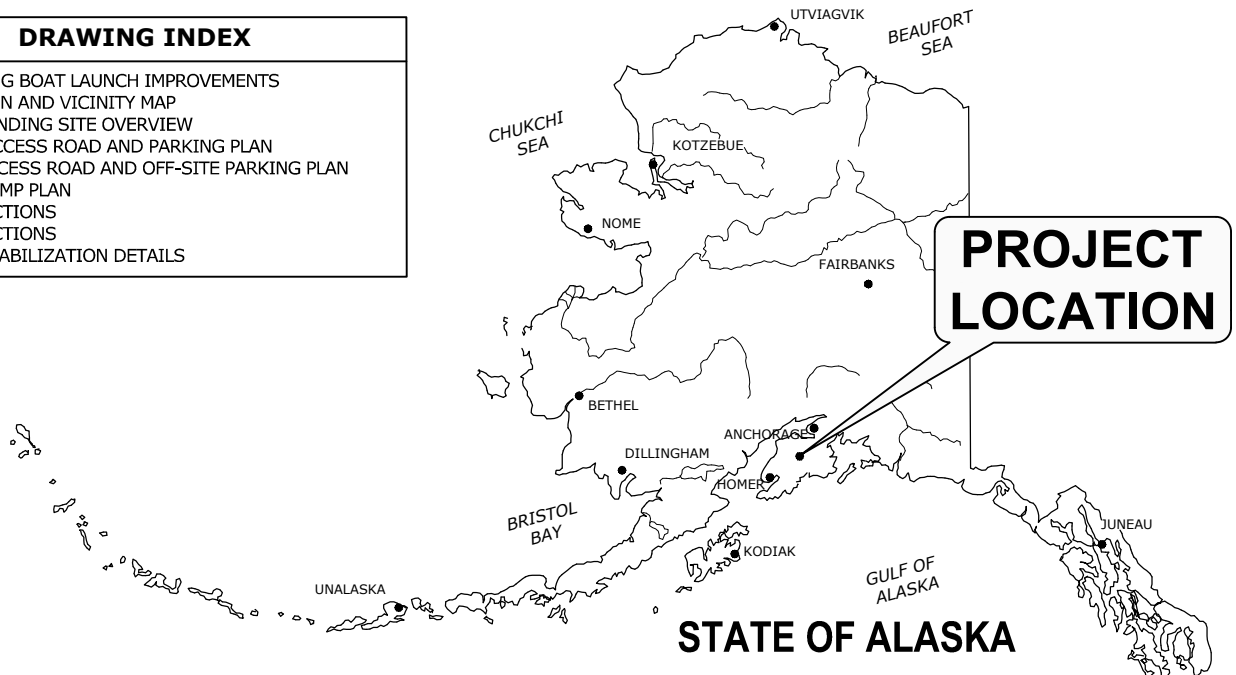 DRAWING INDEX
G BOAT LAUNCH IMPROVEMENTS
N AND VICINITY MAP
NDING SITE OVERVIEW
CCESS ROAD AND PARKING PLAN
CESS ROAD AND OFF-SITE PARKING PLAN
MP PLAN
CTIONS
CTIONS
ABILIZATION DETAILS
UTVIAGVIK
BEAUFORT
SEA
CHUKCHI
SEA
KOTZEBUE
NOME
FAIRBANKS
PROJECT
LOCATION
BETHEL
ANCHORAGE
DILLINGHAM
HOMER
BRISTOL
BAY
KODIAK
JUNEAU
GULF OF
ALASKA
UNALASKA
STATE OF ALASKA